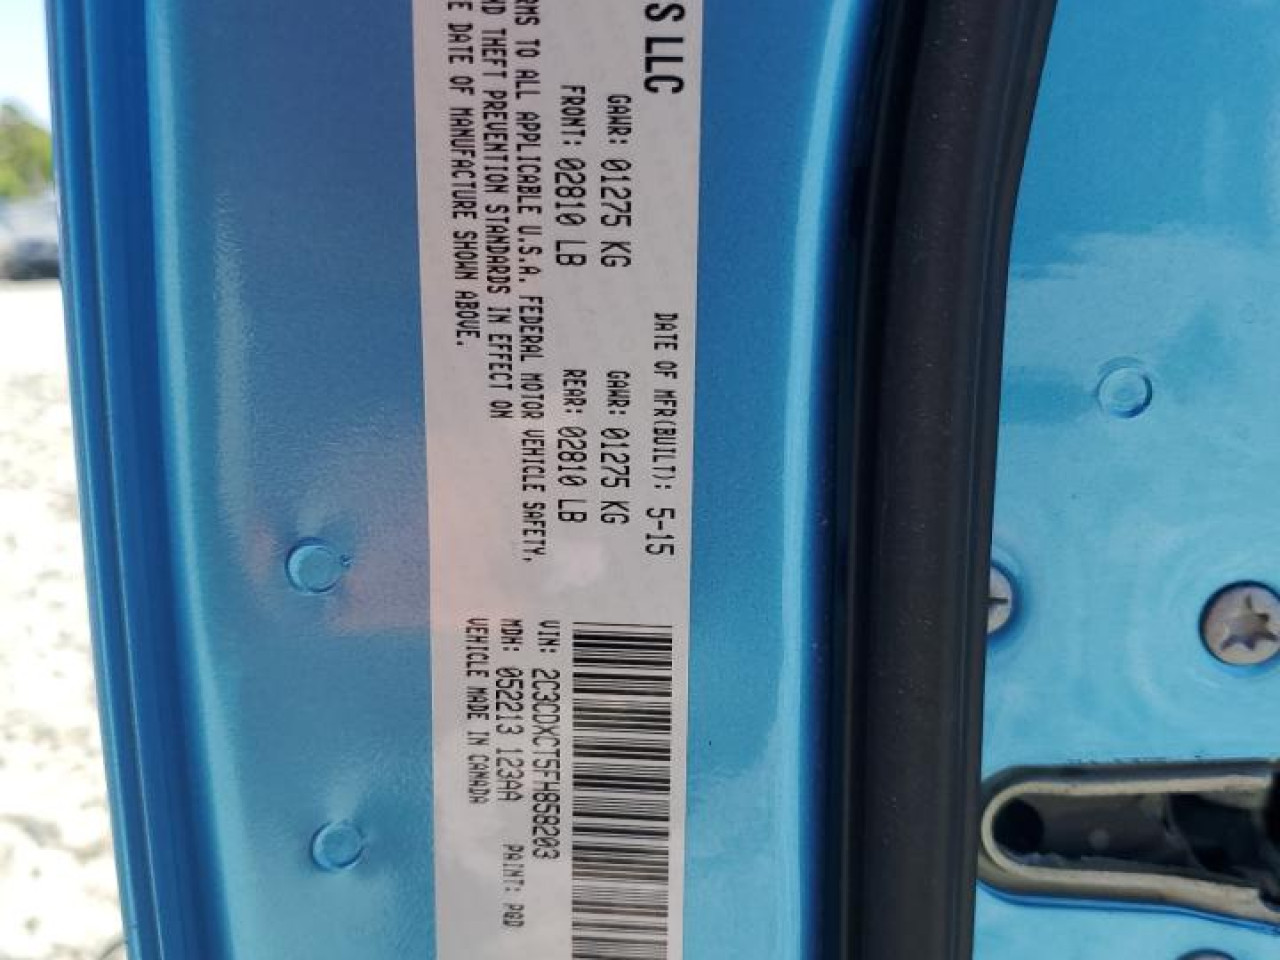 S LLC
DATE OF MFR(BUILT): 5-15
GAWR: 01275 KG GAWR: 01275 KG
FRONT: 02810 LB REAR: 02810 LB
RMS TO ALL APPLICABLE U.S.A. FEDERAL MOTOR VEHICLE SAFETY,
ND THEFT PREVENTION STANDARDS IN EFFECT ON
E DATE OF MANUFACTURE SHOWN ABOVE.
VIN: 2C3CDXCT5FH858203
MDH: 052213 123AA PAINT: PQD
VEHICLE MADE IN CANADA